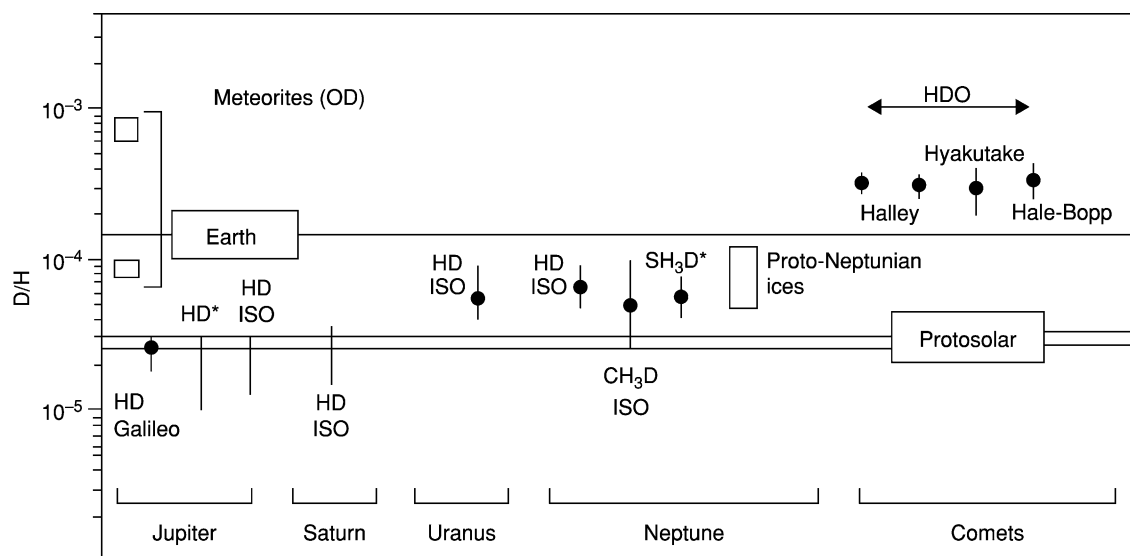 D/H
10⁻³
10⁻⁴
10⁻⁵
Meteorites (OD)
HDO
Hyakutake
Halley
Hale-Bopp
Earth
HD
ISO
HD
ISO
SH₃D*
Proto-Neptunian
ices
HD*
HD
ISO
Protosolar
HD
Galileo
HD
ISO
CH₃D
ISO
Jupiter
Saturn
Uranus
Neptune
Comets